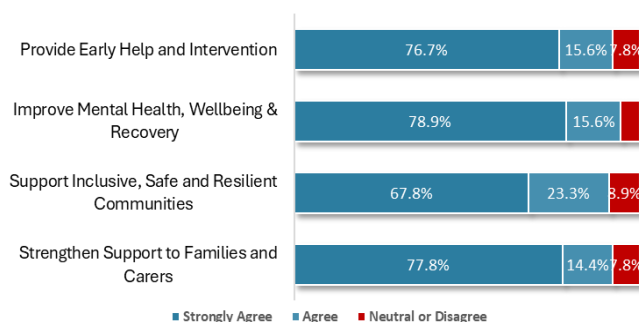 Provide Early Help and Intervention
76.7% 15.6% 7.8%
Improve Mental Health, Wellbeing &
Recovery
78.9% 15.6%
Support Inclusive, Safe and Resilient
Communities
67.8% 23.3% 8.9%
Strengthen Support to Families and
Carers
77.8% 14.4% 7.8%
Strongly Agree Agree Neutral or Disagree